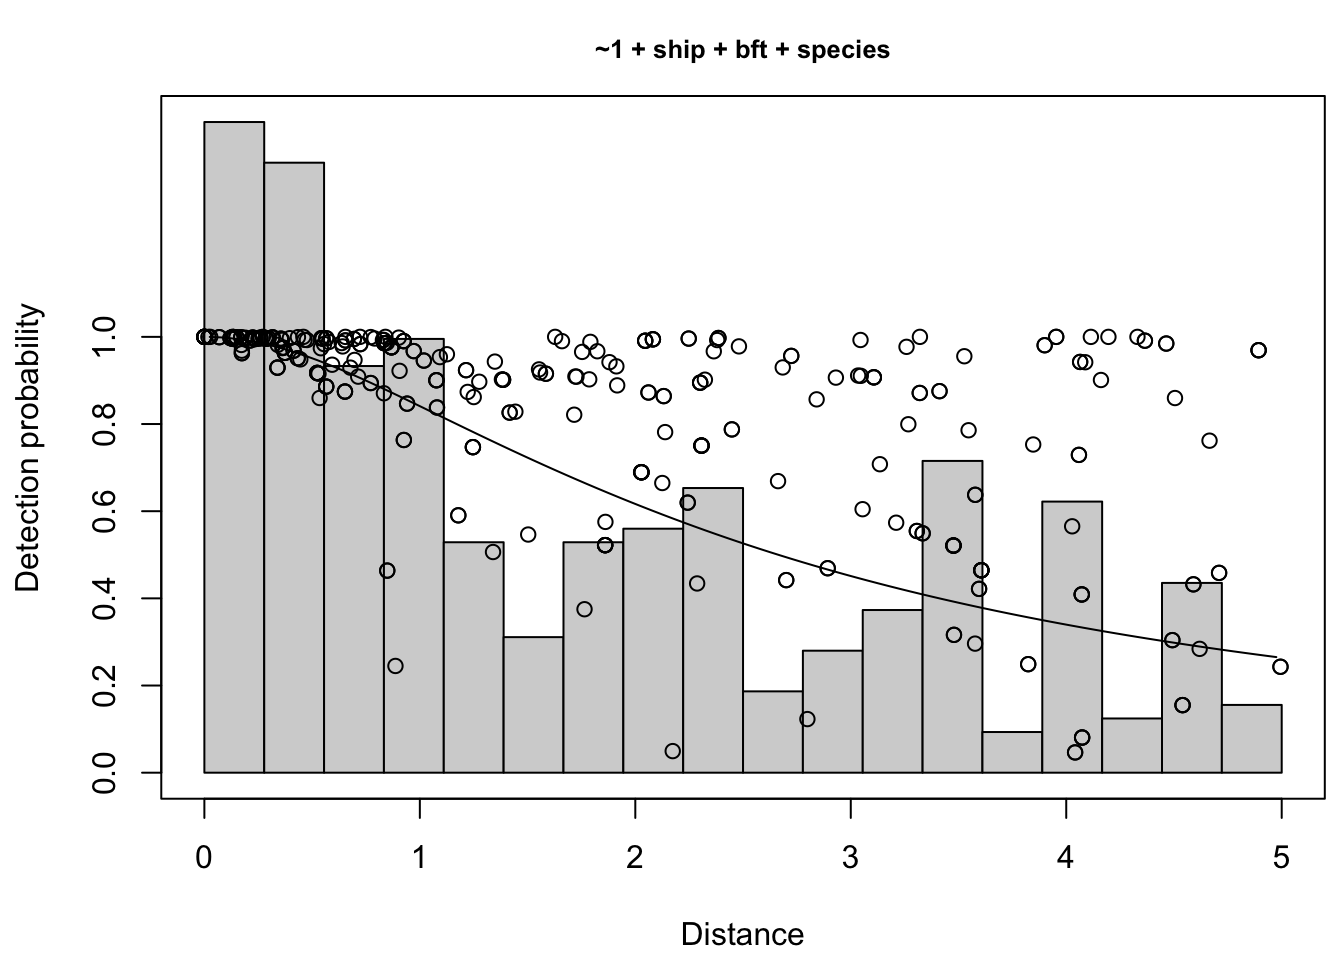 ~1 + ship + bft + species
Detection probability
1.0
0.8
0.6
0.4
0.2
0.0
0 1 2 3 4 5
Distance